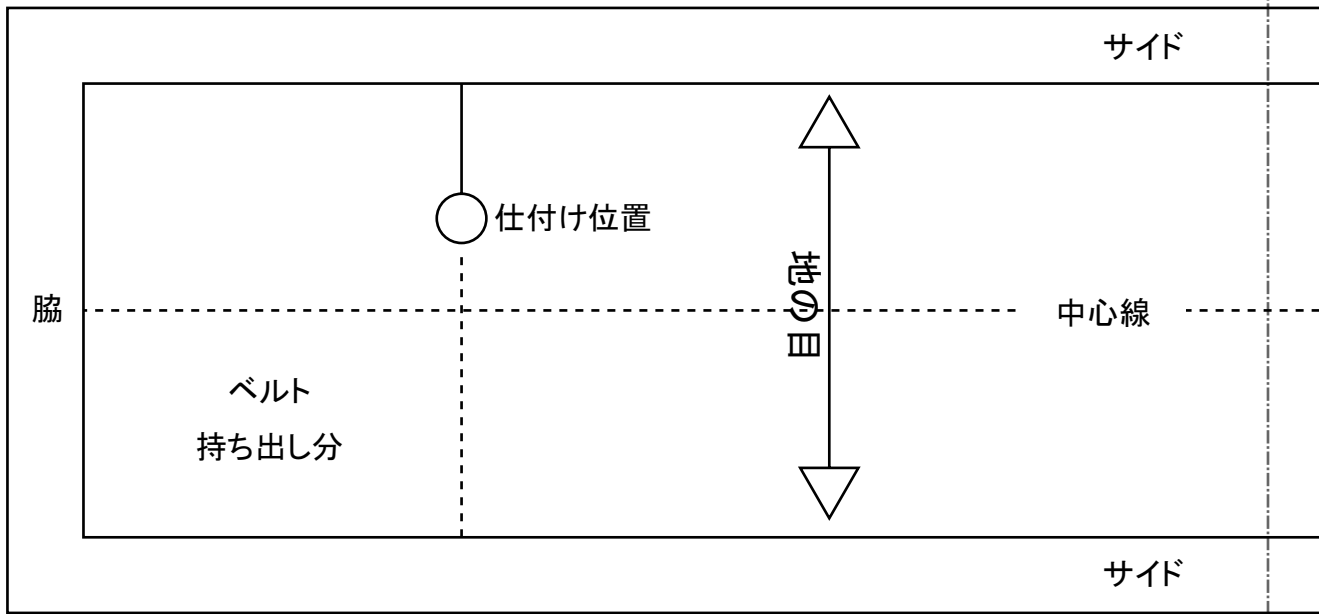 サイド
仕付け位置
地の目
脇
中心線
ベルト
持ち出し分
サイド